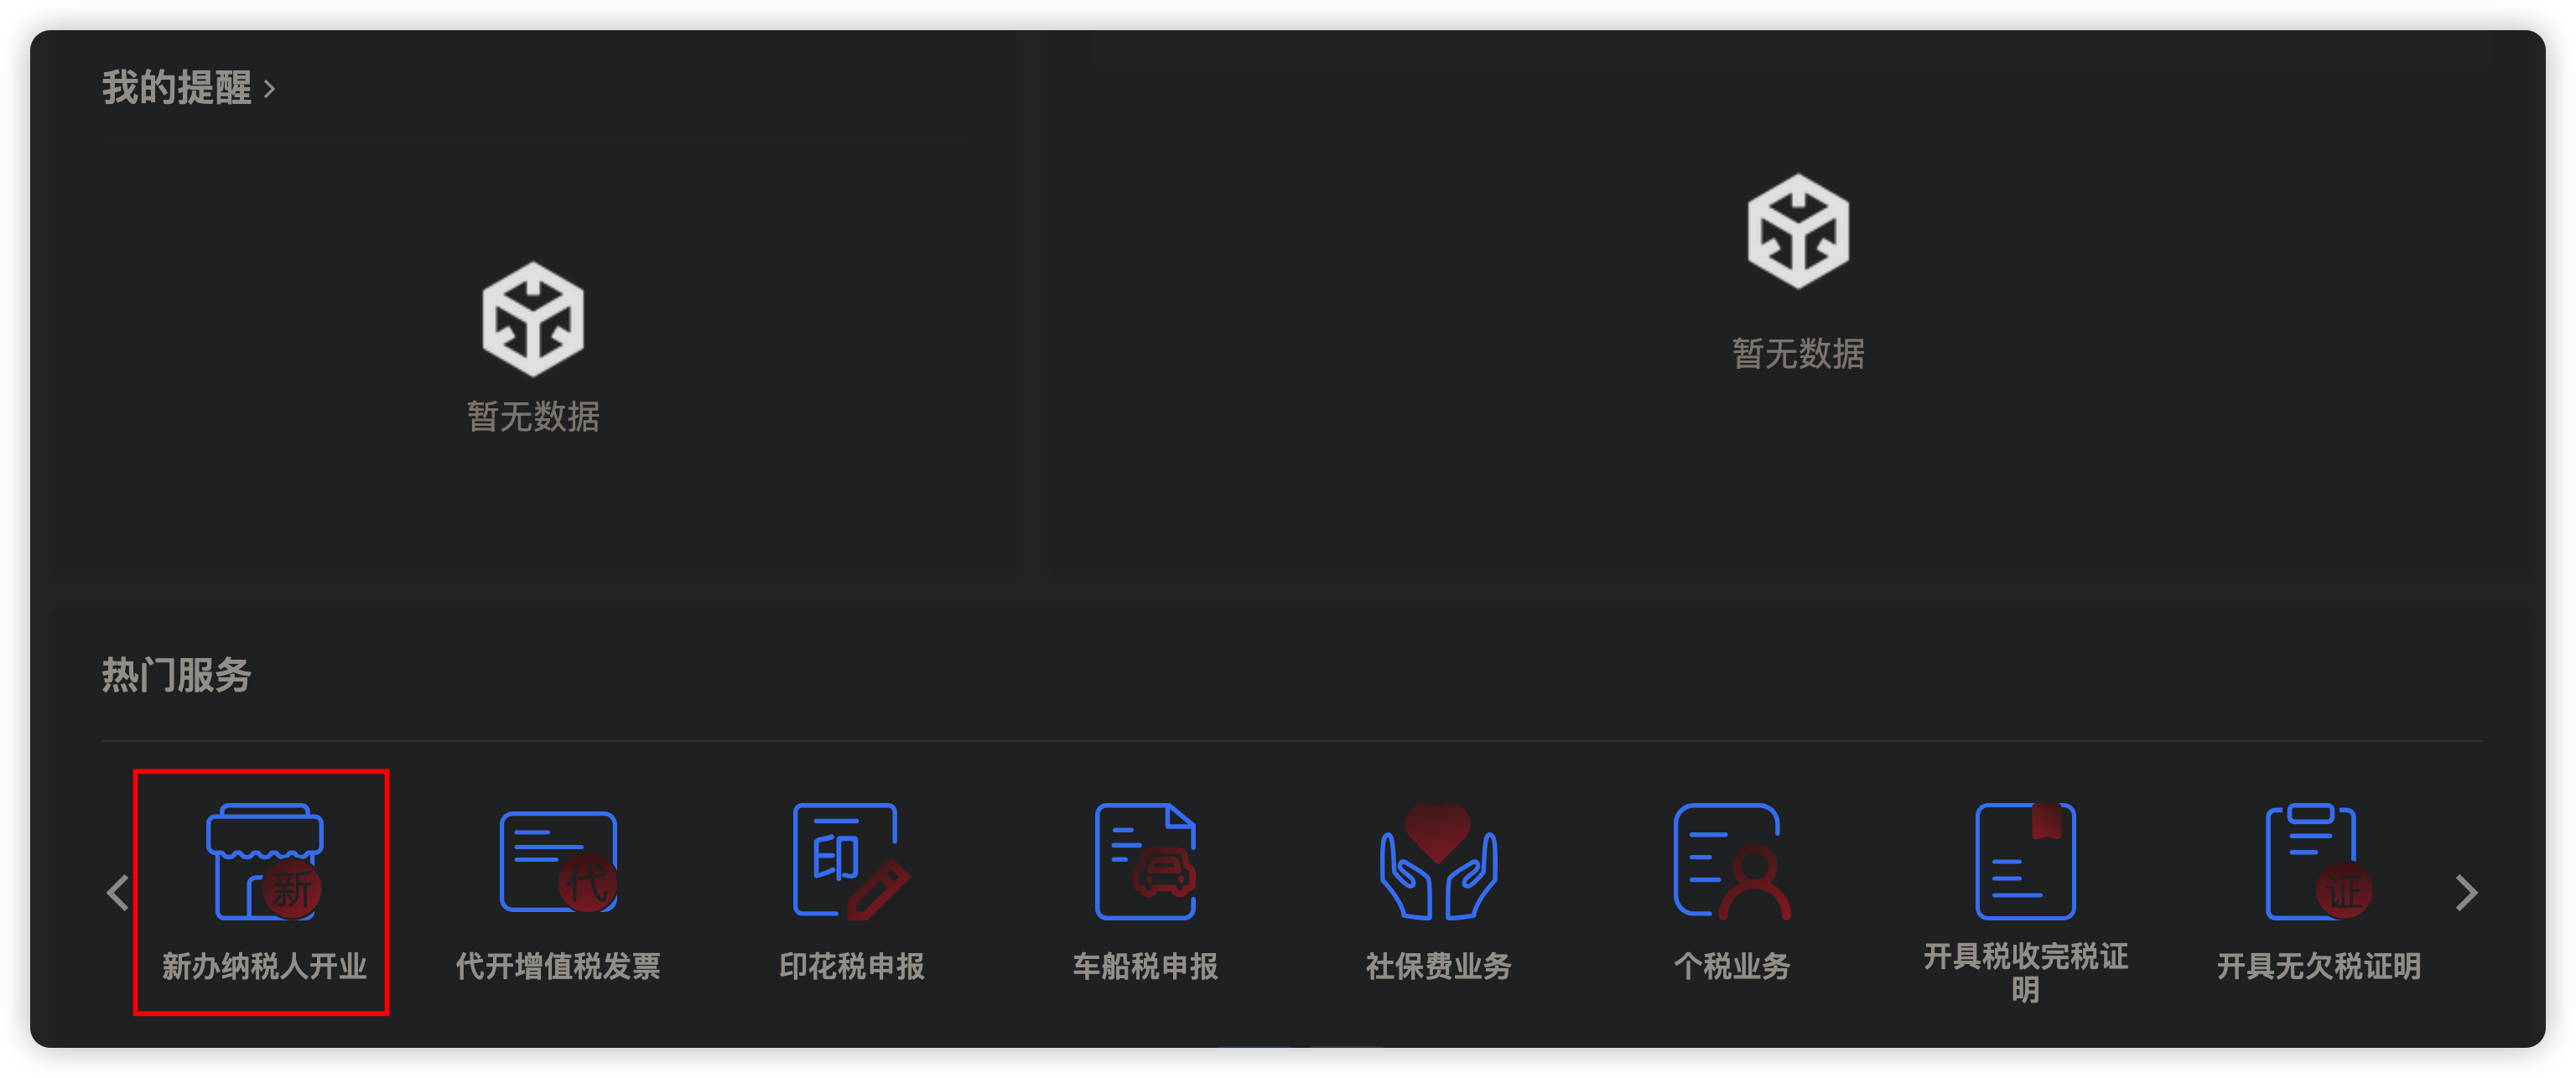 我的提醒
暂无数据
暂无数据
热门服务
新
代
印
证
新办纳税人开业
代开增值税发票
印花税申报
车船税申报
社保费业务
个税业务
开具税收完税证
明
开具无欠税证明